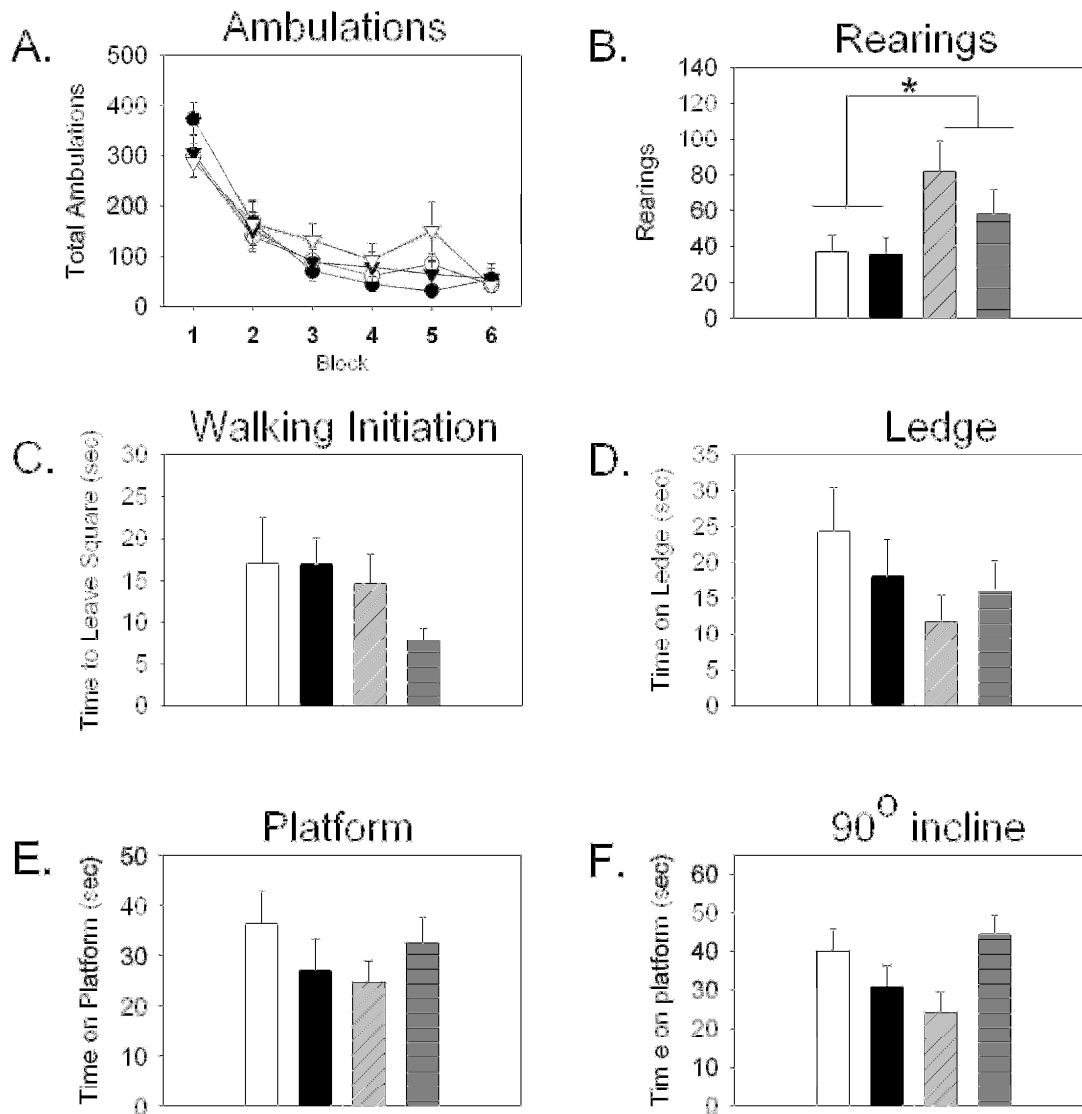 A.
Ambulations
Total Ambulations
500
400
300
200
100
0
1 2 3 4 5 6
Block
B.
Rearings
Rearings
140
120
100
80
60
40
20
0
*
C.
Walking Initiation
Time to Leave Square (sec)
30
25
20
15
10
5
0
D.
Ledge
Time on Ledge (sec)
35
30
25
20
15
10
5
0
E.
Platform
Time on Platform (sec)
50
40
30
20
10
0
F.
90° incline
Tim e on platform (sec)
60
50
40
30
20
10
0